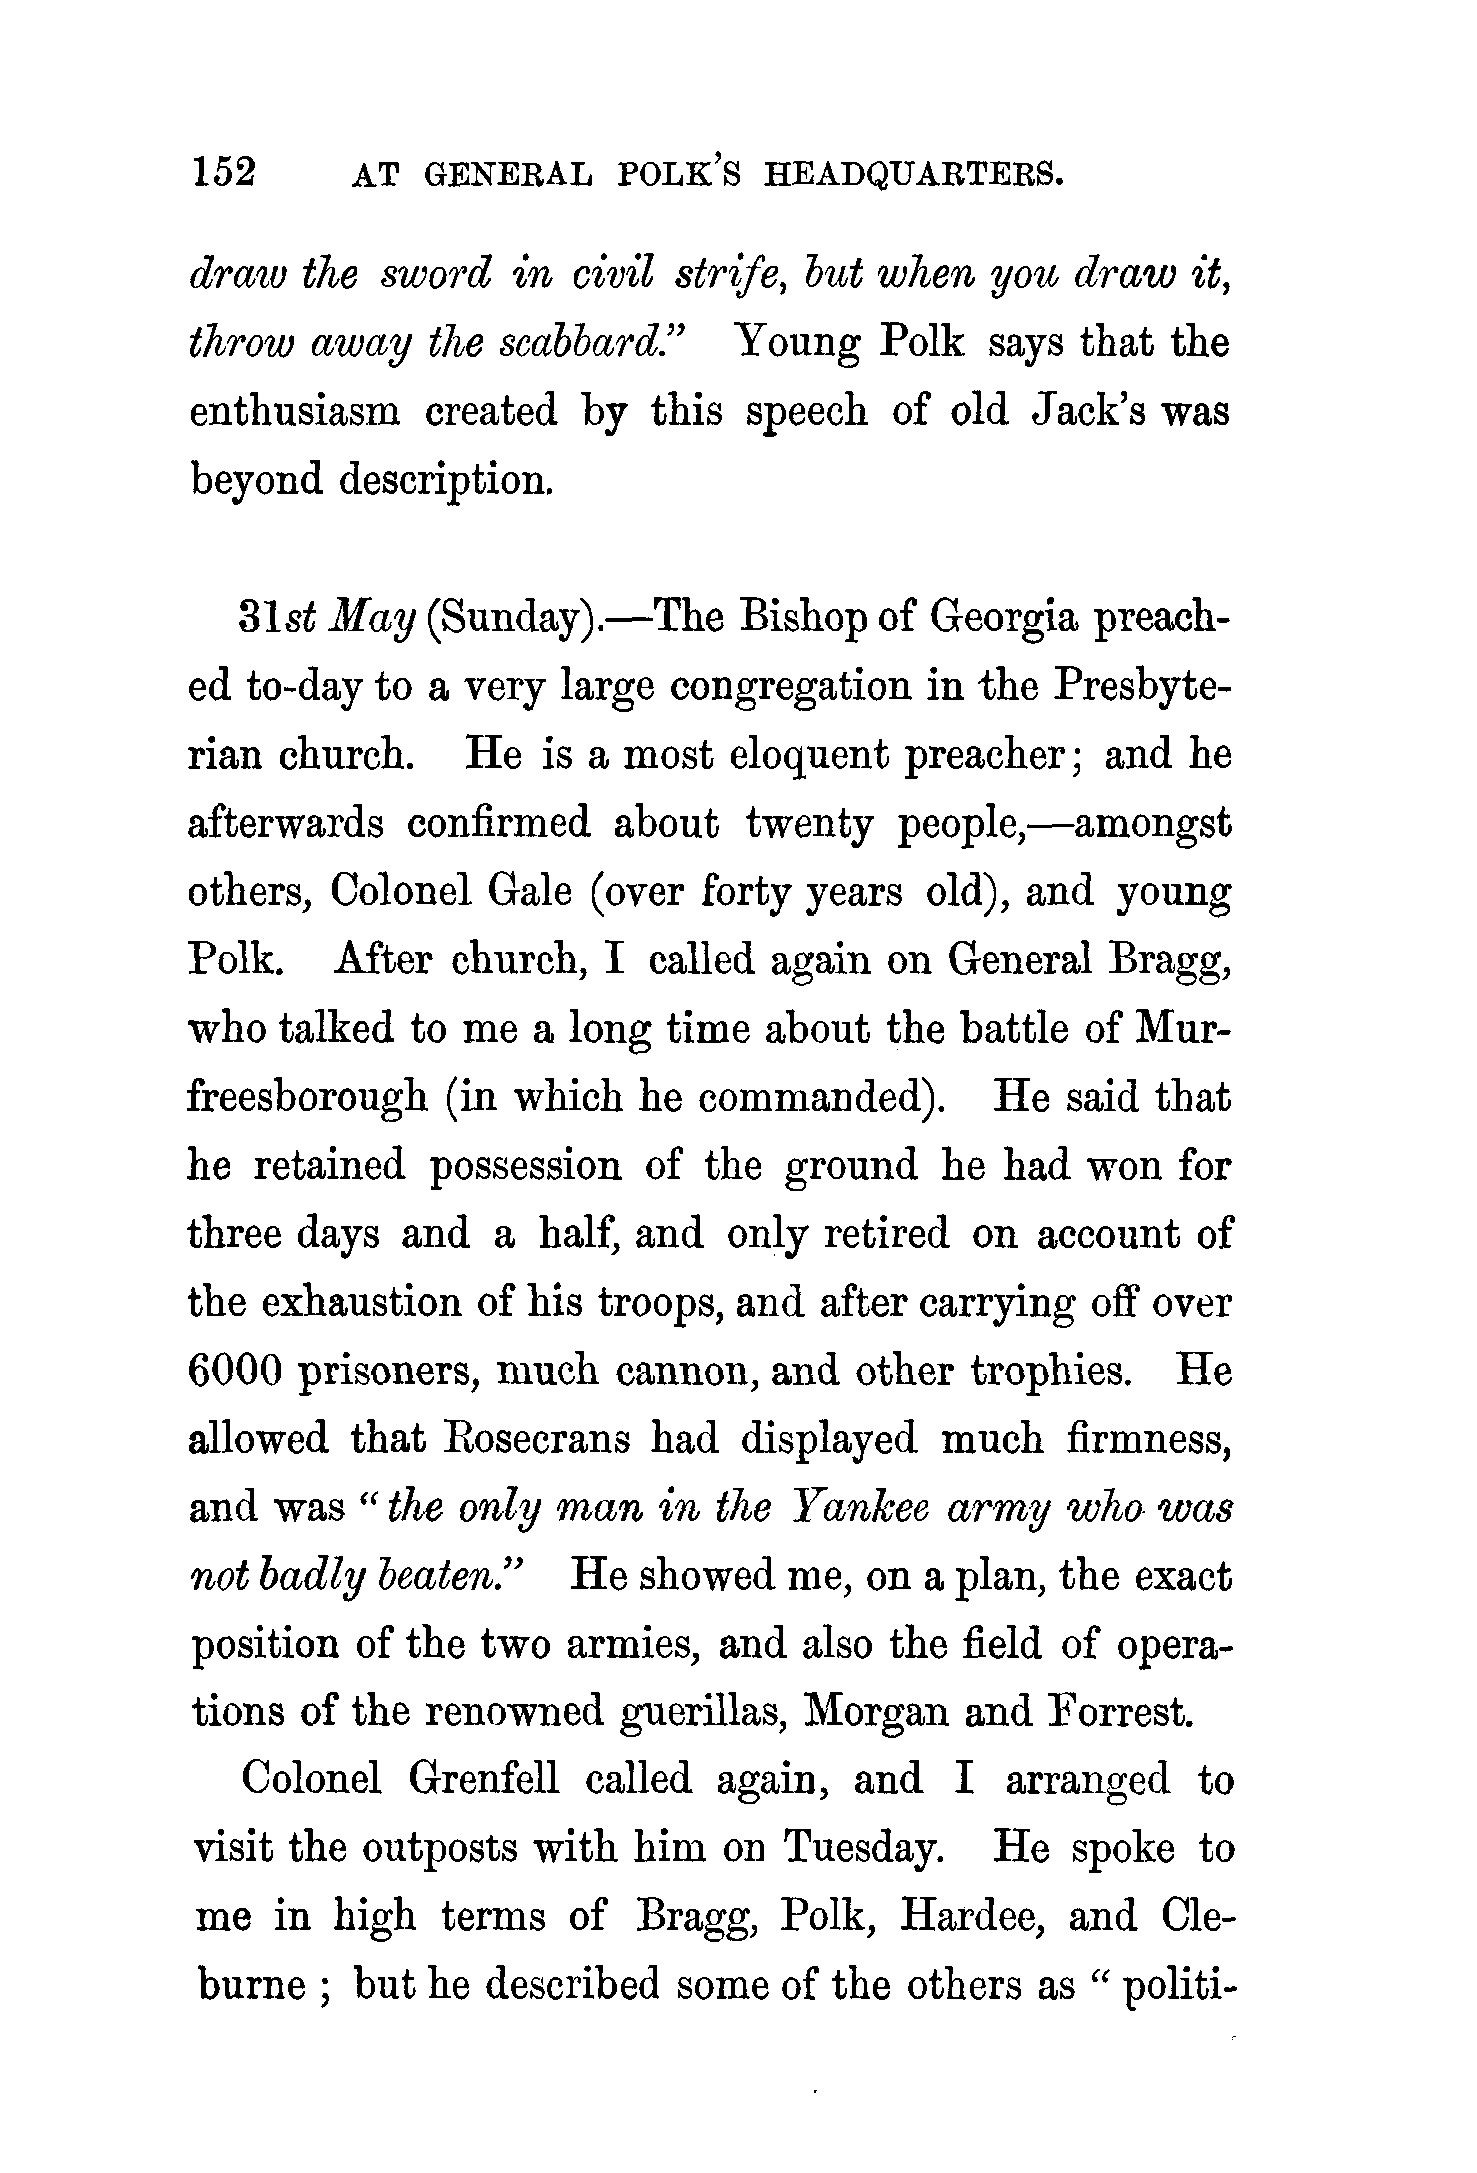 152 AT GENERAL POLK'S HEADQUARTERS.
draw the sword in civil strife, but when you draw it,
throw away the scabbard.” Young Polk says that the
enthusiasm created by this speech of old Jack’s was
beyond description.
31st May (Sunday).—The Bishop of Georgia preach-
ed to-day to a very large congregation in the Presbyte-
rian church. He is a most eloquent preacher; and he
afterwards confirmed about twenty people,—amongst
others, Colonel Gale (over forty years old), and young
Polk. After church, I called again on General Bragg,
who talked to me a long time about the battle of Mur-
freesborough (in which he commanded). He said that
he retained possession of the ground he had won for
three days and a half, and only retired on account of
the exhaustion of his troops, and after carrying off over
6000 prisoners, much cannon, and other trophies. He
allowed that Rosecrans had displayed much firmness,
and was “the only man in the Yankee army who was
not badly beaten.” He showed me, on a plan, the exact
position of the two armies, and also the field of opera-
tions of the renowned guerillas, Morgan and Forrest.
Colonel Grenfell called again, and I arranged to
visit the outposts with him on Tuesday. He spoke to
me in high terms of Bragg, Polk, Hardee, and Cle-
burne ; but he described some of the others as “ politi-